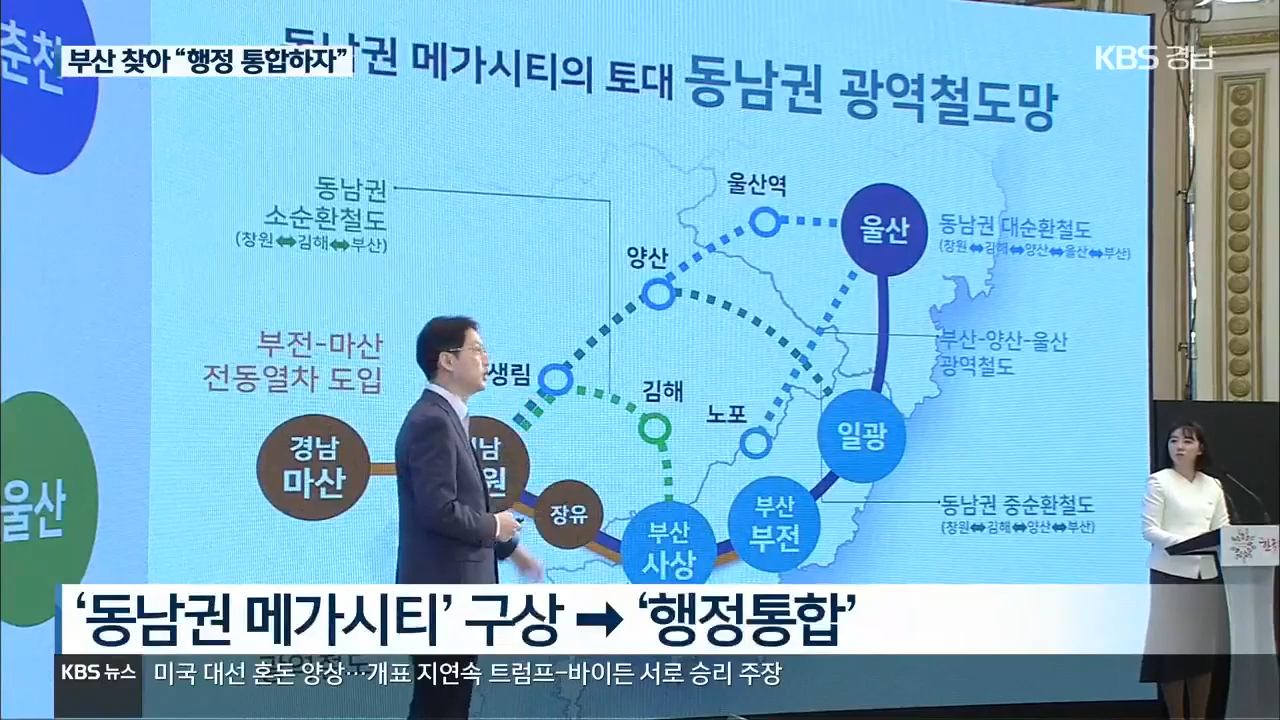 춘천
부산 찾아 “행정 통합하자”
KBS 경남
동남권 메가시티의 토대 동남권 광역철도망
동남권
소순환철도
(창원⬌김해⬌부산)
울산역
울산
동남권 대순환철도
(창원⬌김해⬌양산⬌울산⬌부산)
양산
부산-양산-울산
광역철도
부전-마산
전동열차 도입
생림
김해
노포
일광
경남
마산
장유
부산
사상
부산
부전
동남권 중순환철도
(창원⬌김해⬌양산⬌부산)
울산
‘동남권 메가시티’ 구상 ➡ ‘행정통합’
KBS 뉴스
미국 대선 혼돈 양상…개표 지연속 트럼프-바이든 서로 승리 주장